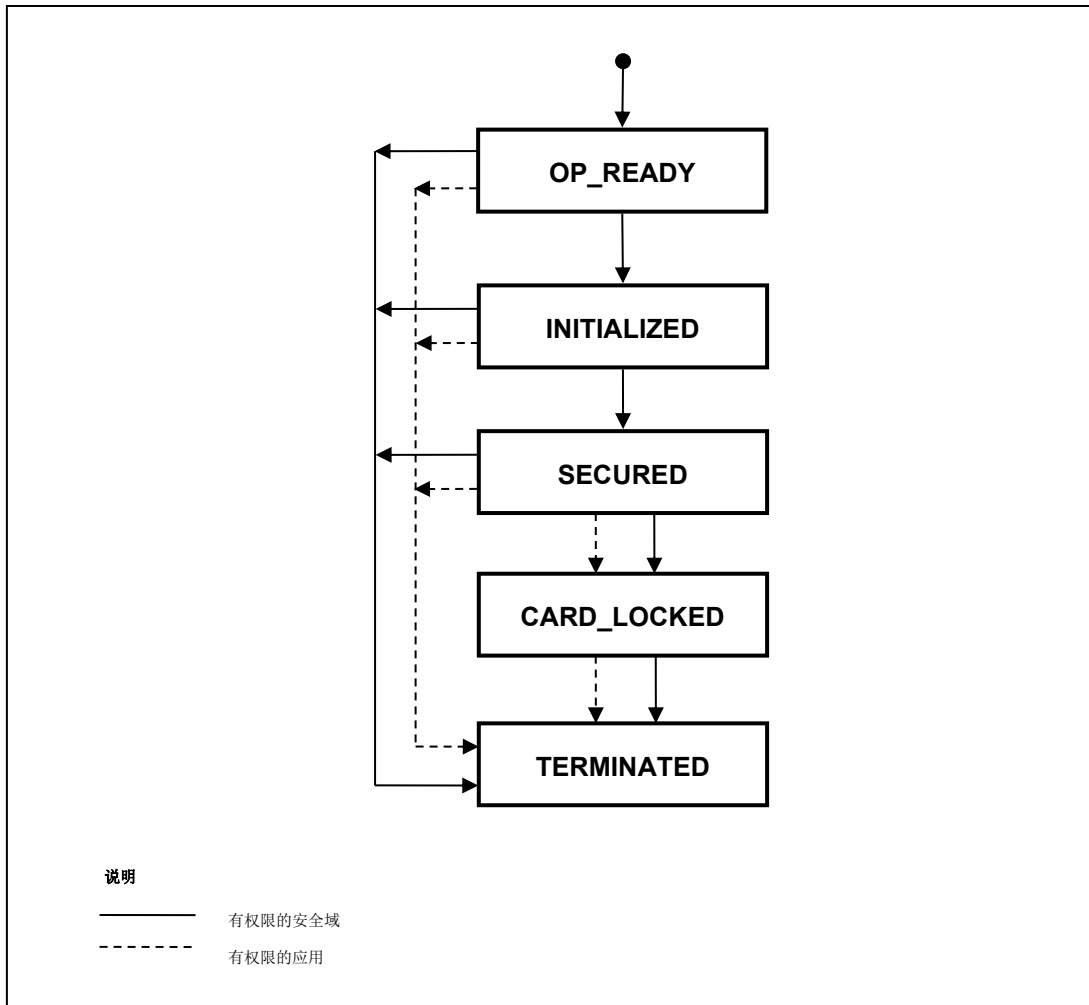 OP_READY
INITIALIZED
SECURED
CARD_LOCKED
TERMINATED
说明
有权限的安全域
有权限的应用